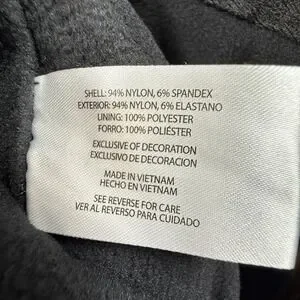 SHELL: 94% NYLON, 6% SPANDEX
EXTERIOR: 94% NYLON, 6% ELASTANO
LINING: 100% POLYESTER
FORRO: 100% POLIÉSTER
EXCLUSIVE OF DECORATION
EXCLUSIVO DE DECORACION
MADE IN VIETNAM
HECHO EN VIETNAM
SEE REVERSE FOR CARE
VER AL REVERSO PARA CUIDADO